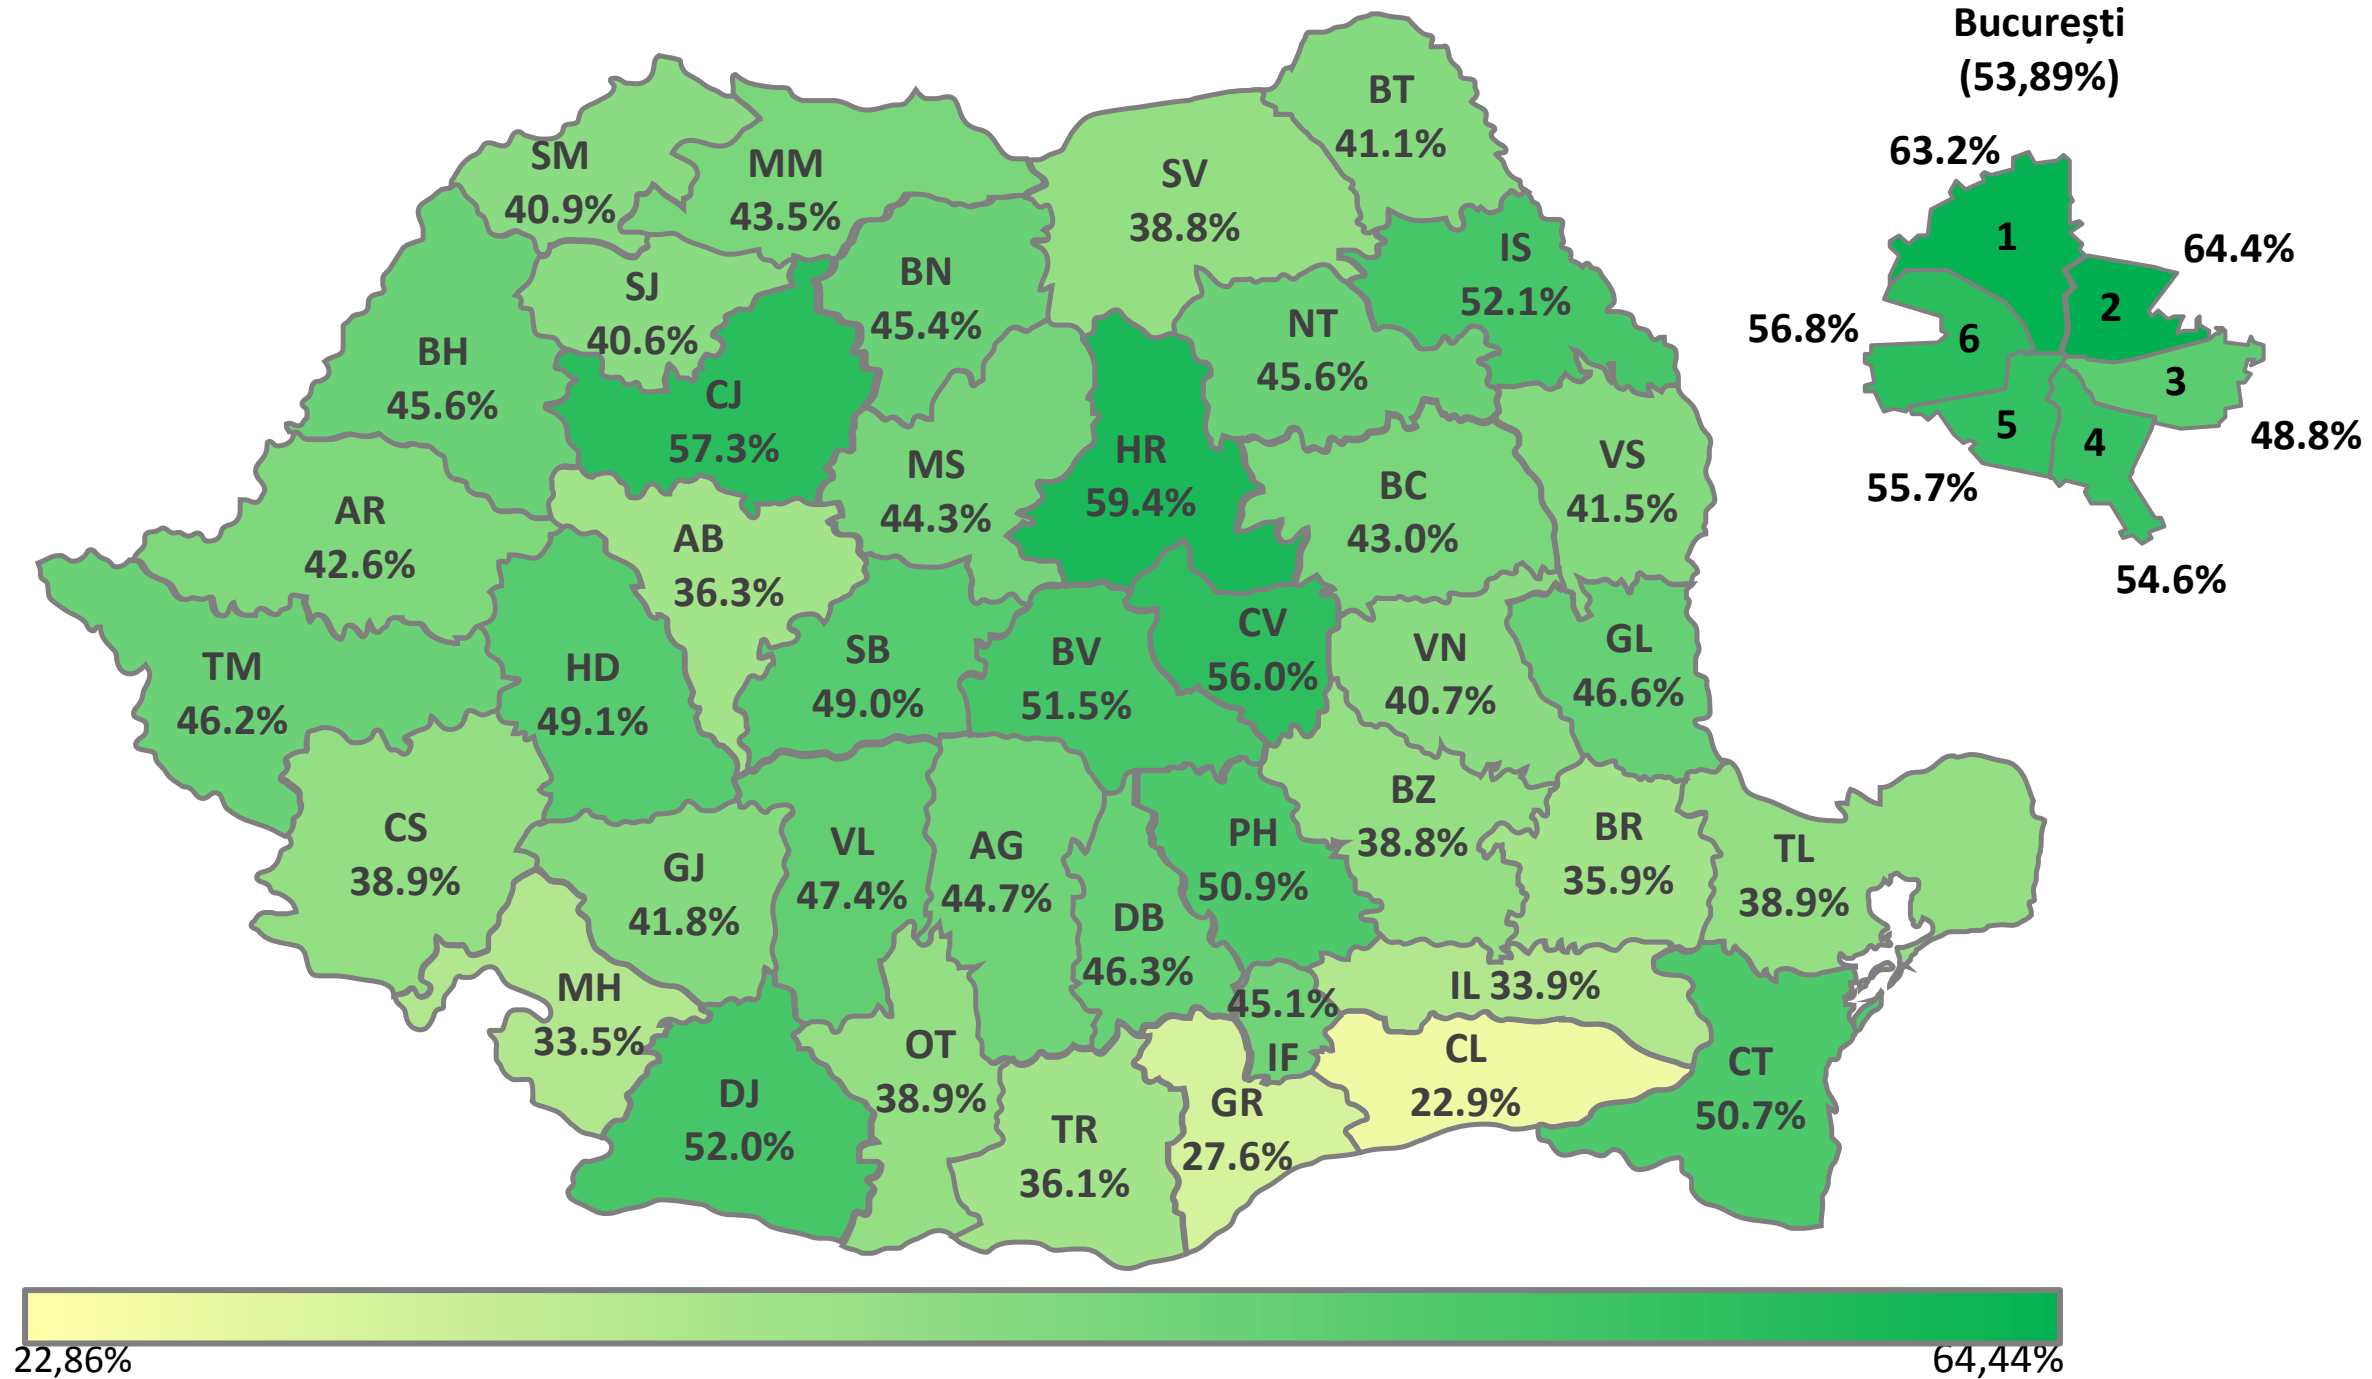 București
(53,89%)
63.2%
1
64.4%
2
56.8%
6
3
48.8%
5
4
55.7%
54.6%
BT
41.1%
SM
40.9%
MM
43.5%
SV
38.8%
IS
52.1%
BN
45.4%
SJ
40.6%
NT
45.6%
BH
45.6%
CJ
57.3%
HR
59.4%
MS
44.3%
VS
41.5%
BC
43.0%
AR
42.6%
AB
36.3%
CV
56.0%
GL
46.6%
VN
40.7%
SB
49.0%
BV
51.5%
TM
46.2%
HD
49.1%
BZ
38.8%
BR
35.9%
CS
38.9%
PH
50.9%
VL
47.4%
AG
44.7%
TL
38.9%
GJ
41.8%
DB
46.3%
MH
33.5%
IL 33.9%
45.1%
IF
OT
38.9%
CL
22.9%
CT
50.7%
DJ
52.0%
GR
27.6%
TR
36.1%
22,86%
64,44%